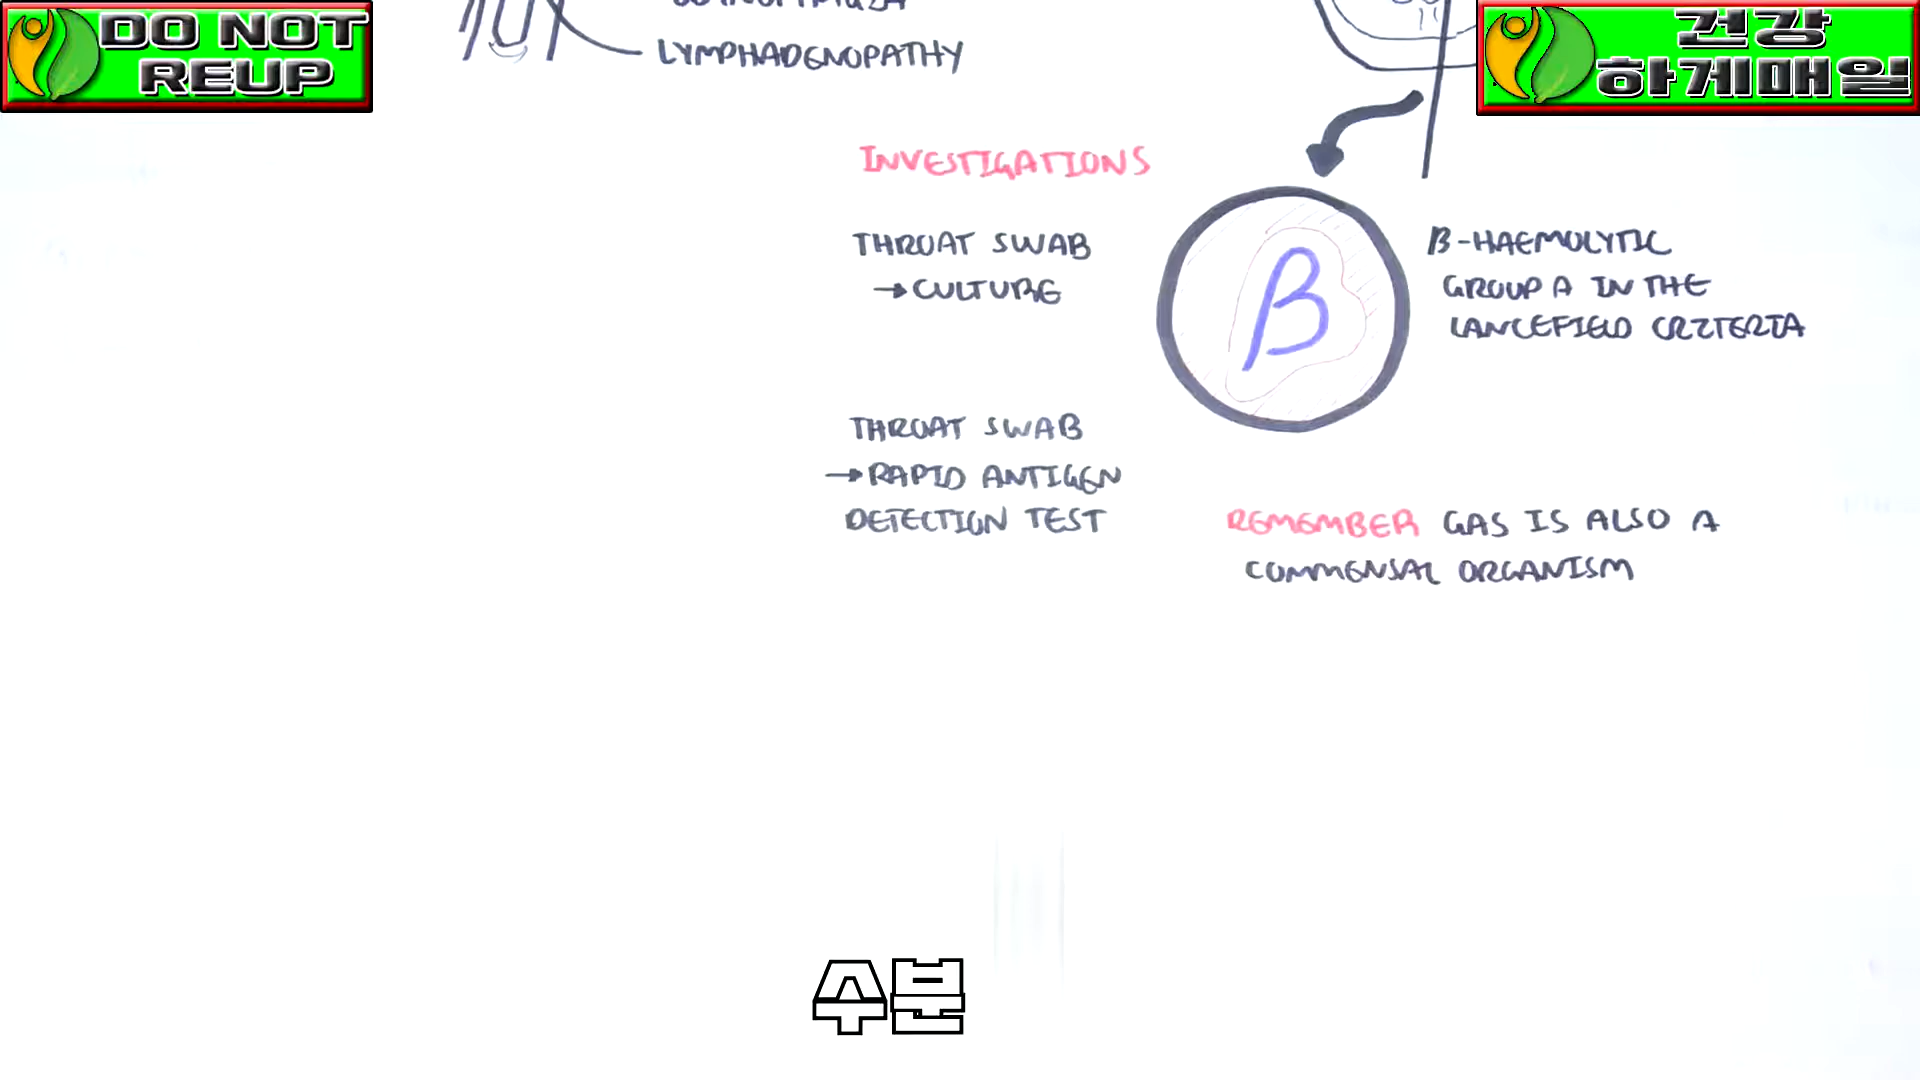 DO NOT
REUP
건강
하게매일
LYMPHADENOPATHY
INVESTIGATIONS
THROAT SWAB
→ CULTURE
β-HAEMOLYTIC
GROUP A IN THE
LANCEFIELD CRITERIA
β
THROAT SWAB
→ RAPID ANTIGEN
DETECTION TEST
REMEMBER GAS IS ALSO A
COMMENSAL ORGANISM
수분